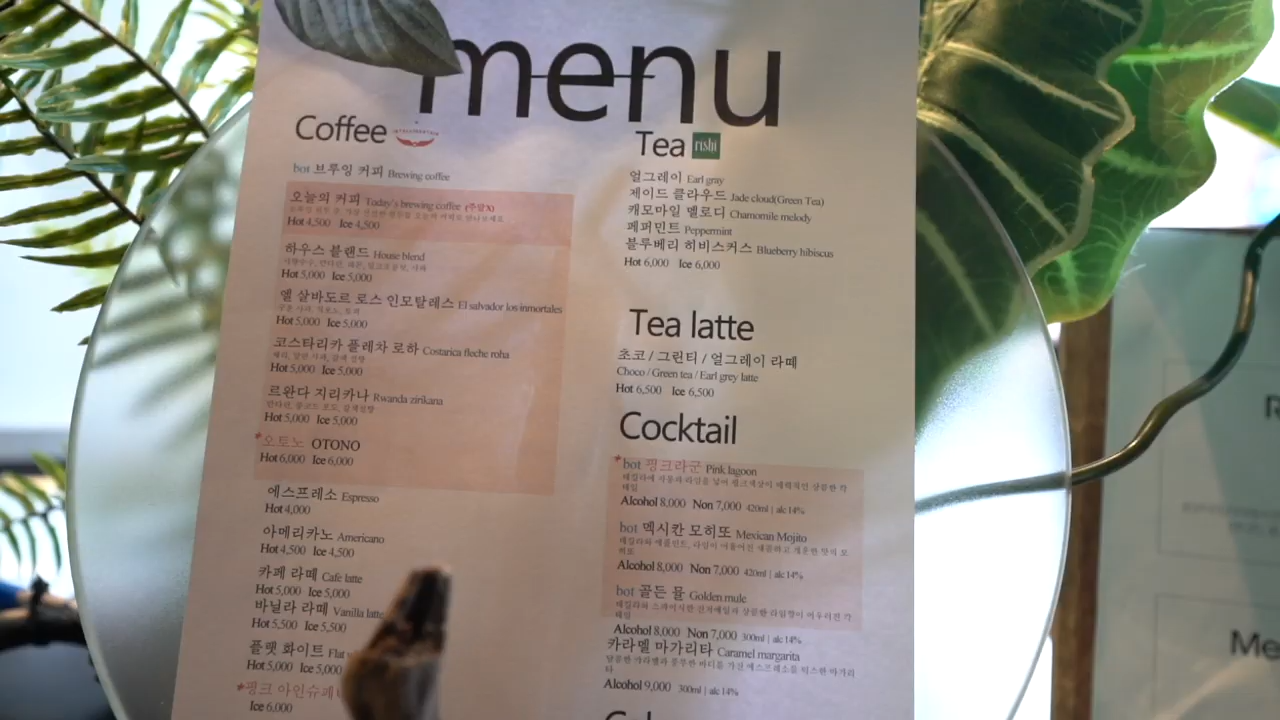 menu
Coffee
bot 브루잉 커피 Brewing coffee
오늘의 커피 Today's brewing coffee (주말X)
Hot 4,500 Ice 4,500
하우스 블랜드 House blend
Hot 5,000 Ice 5,000
엘 살바도르 로스 인모탈레스 El salvador los inmortales
Hot 5,000 Ice 5,000
코스타리카 플레차 로하 Costarica fleche roha
Hot 5,000 Ice 5,000
르완다 지리카나 Rwanda zirikana
Hot 5,000 Ice 5,000
*오토노 OTONO
Hot 6,000 Ice 6,000
에스프레소 Espresso
Hot 4,000
아메리카노 Americano
Hot 4,500 Ice 4,500
카페 라떼 Cafe latte
Hot 5,000 Ice 5,000
바닐라 라떼 Vanilla latte
Hot 5,500 Ice 5,500
플랫 화이트 Flat
Hot 5,000 Ice 5,000
*핑크 아인슈페
Ice 6,000
Tea rishi
얼그레이 Earl gray
제이드 클라우드 Jade cloud(Green Tea)
캐모마일 멜로디 Chamomile melody
페퍼민트 Peppermint
블루베리 히비스커스 Blueberry hibiscus
Hot 6,000 Ice 6,000
Tea latte
초코 / 그린티 / 얼그레이 라떼
Choco / Green tea / Earl grey latte
Hot 6,500 Ice 6,500
Cocktail
*bot 핑크라군 Pink lagoon
Alcohol 8,000 Non 7,000 420ml | alc 14%
bot 멕시칸 모히또 Mexican Mojito
Alcohol 8,000 Non 7,000 420ml | alc 14%
bot 골든 뮬 Golden mule
Alcohol 8,000 Non 7,000 300ml | alc 14%
카라멜 마가리타 Caramel margarita
Alcohol 9,000 300ml | alc 14%
Me